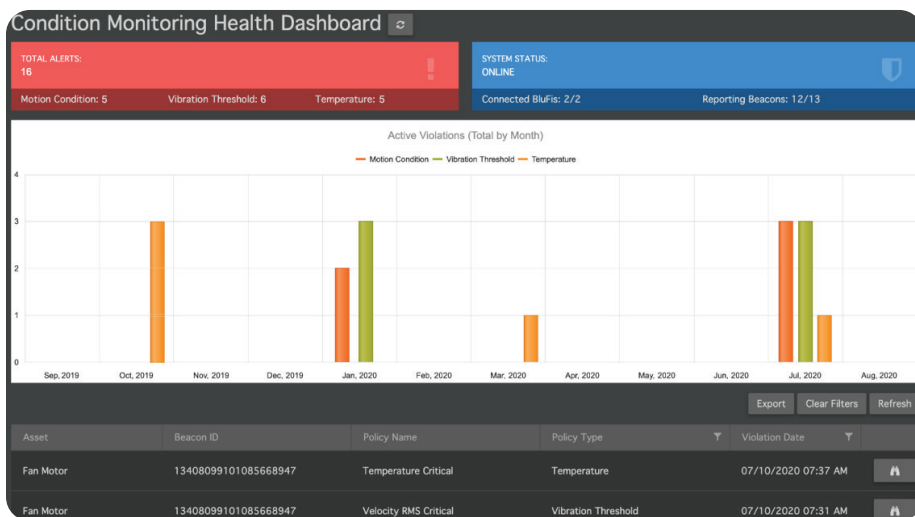 Condition Monitoring Health Dashboard
TOTAL ALERTS:
16
Motion Condition: 5 Vibration Threshold: 6 Temperature: 5
SYSTEM STATUS:
ONLINE
Connected BluFis: 2/2 Reporting Beacons: 12/13
Active Violations (Total by Month)
Motion Condition Vibration Threshold Temperature
4
3
2
1
0
Sep, 2019 Oct, 2019 Nov, 2019 Dec, 2019 Jan, 2020 Feb, 2020 Mar, 2020 Apr, 2020 May, 2020 Jun, 2020 Jul, 2020 Aug, 2020
Export Clear Filters Refresh
Asset Beacon ID Policy Name Policy Type Violation Date
Fan Motor 13408099101085668947 Temperature Critical Temperature 07/10/2020 07:37 AM
Fan Motor 13408099101085668947 Velocity RMS Critical Vibration Threshold 07/10/2020 07:31 AM